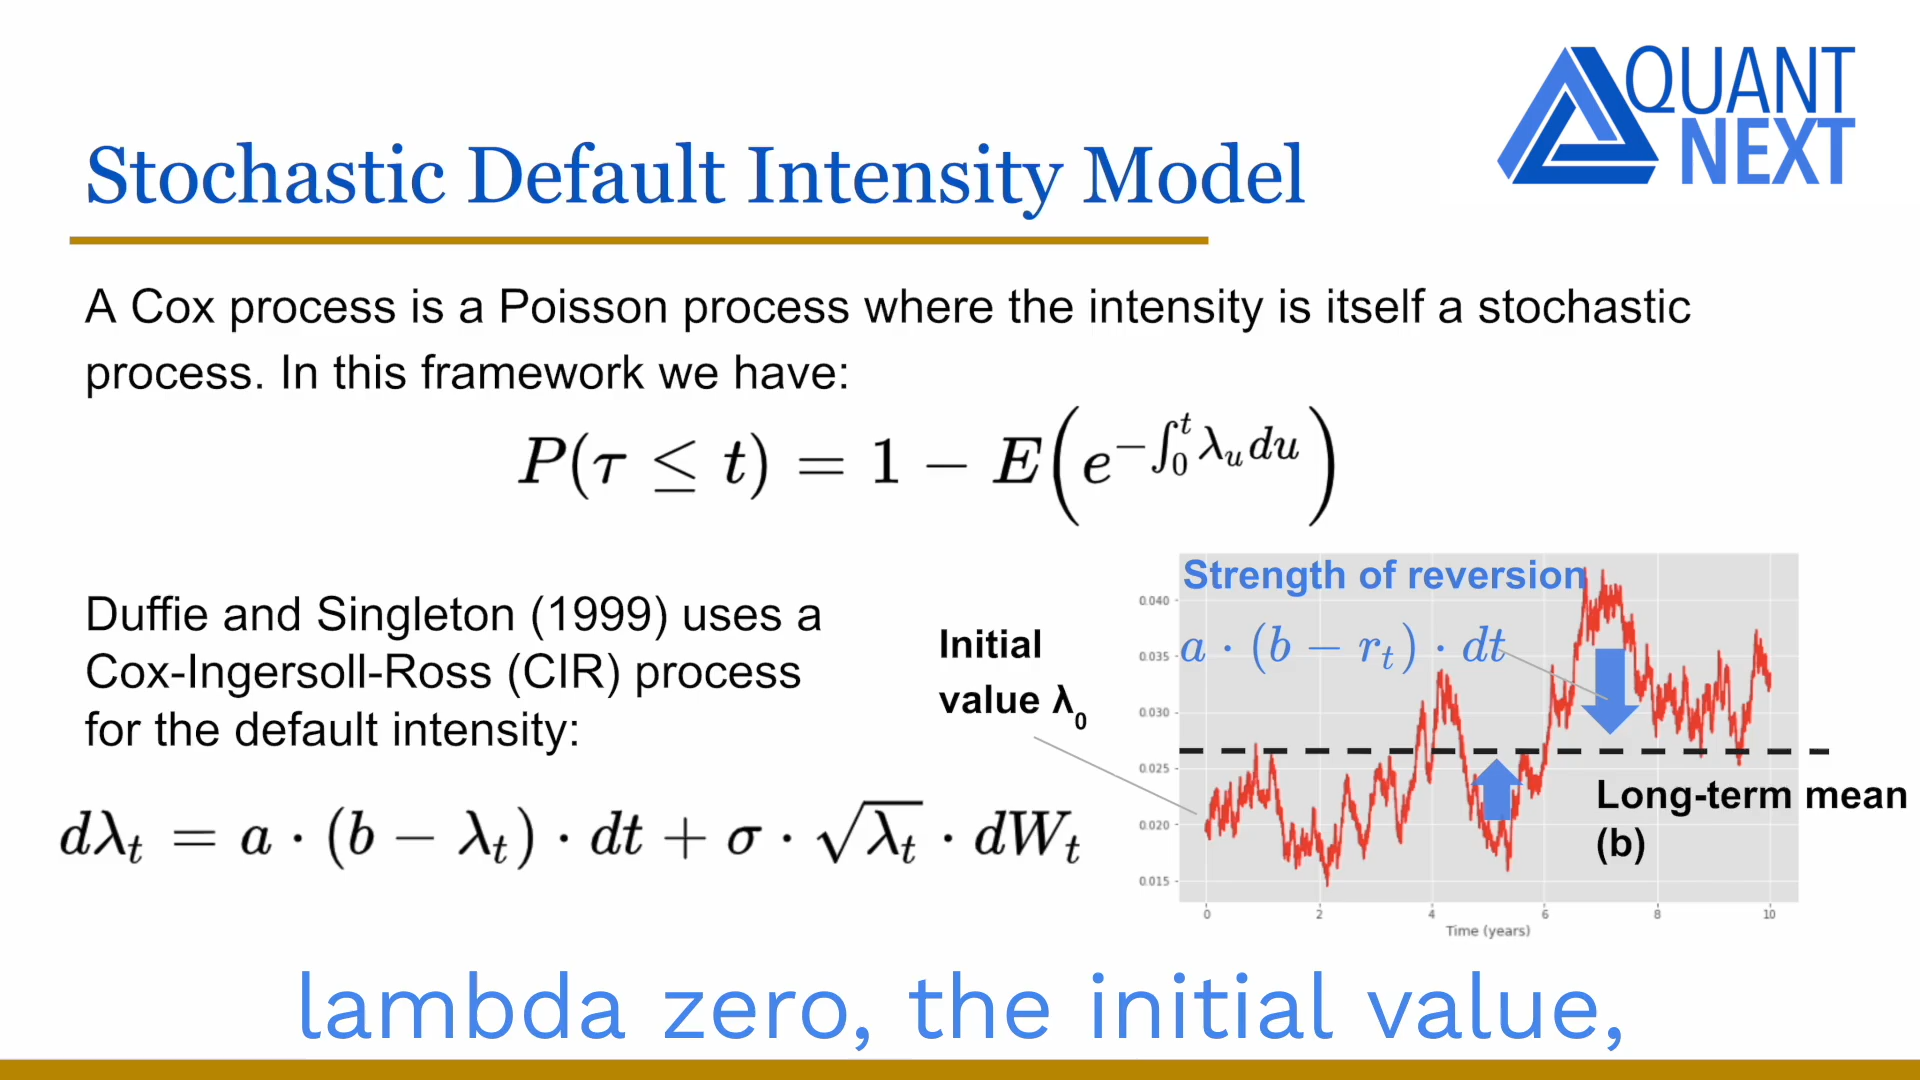 QUANT
NEXT
Stochastic Default Intensity Model
A Cox process is a Poisson process where the intensity is itself a stochastic
process. In this framework we have:
P(τ ≤ t) = 1 − E(e^{−∫₀ᵗ λ_u du})
Duffie and Singleton (1999) uses a
Cox-Ingersoll-Ross (CIR) process
for the default intensity:
dλ_t = a · (b − λ_t) · dt + σ · √λ_t · dW_t
Initial
value λ₀
Strength of reversion
a · (b − r_t) · dt
Long-term mean
(b)
0.040
0.035
0.030
0.025
0.020
0.015
0 2 4 6 8 10
Time (years)
lambda zero, the initial value,